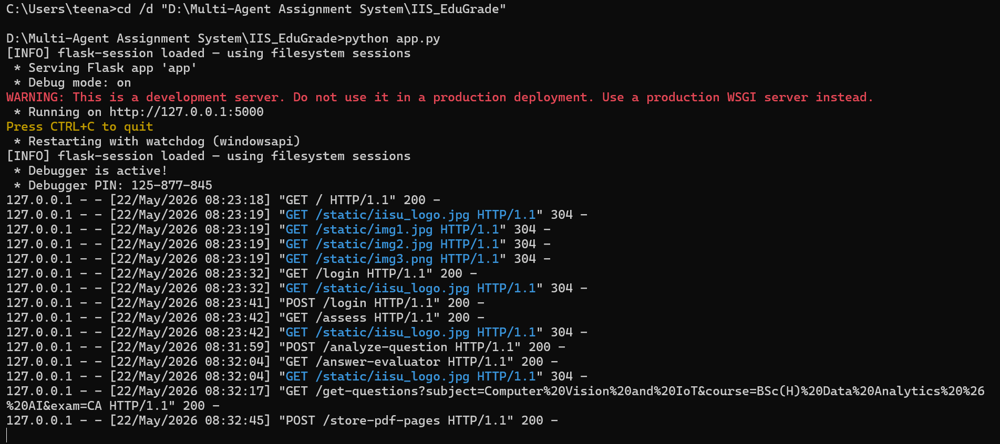 C:\Users\teena>cd /d "D:\Multi-Agent Assignment System\IIS_EduGrade"
D:\Multi-Agent Assignment System\IIS_EduGrade>python app.py
[INFO] flask-session loaded — using filesystem sessions
 * Serving Flask app 'app'
 * Debug mode: on
WARNING: This is a development server. Do not use it in a production deployment. Use a production WSGI server instead.
 * Running on http://127.0.0.1:5000
Press CTRL+C to quit
 * Restarting with watchdog (windowsapi)
[INFO] flask-session loaded — using filesystem sessions
 * Debugger is active!
 * Debugger PIN: 125-877-845
127.0.0.1 - - [22/May/2026 08:23:18] "GET / HTTP/1.1" 200 -
127.0.0.1 - - [22/May/2026 08:23:19] "GET /static/iisu_logo.jpg HTTP/1.1" 304 -
127.0.0.1 - - [22/May/2026 08:23:19] "GET /static/img1.jpg HTTP/1.1" 304 -
127.0.0.1 - - [22/May/2026 08:23:19] "GET /static/img2.jpg HTTP/1.1" 304 -
127.0.0.1 - - [22/May/2026 08:23:19] "GET /static/img3.png HTTP/1.1" 304 -
127.0.0.1 - - [22/May/2026 08:23:32] "GET /login HTTP/1.1" 200 -
127.0.0.1 - - [22/May/2026 08:23:32] "GET /static/iisu_logo.jpg HTTP/1.1" 304 -
127.0.0.1 - - [22/May/2026 08:23:41] "POST /login HTTP/1.1" 200 -
127.0.0.1 - - [22/May/2026 08:23:42] "GET /assess HTTP/1.1" 200 -
127.0.0.1 - - [22/May/2026 08:23:42] "GET /static/iisu_logo.jpg HTTP/1.1" 304 -
127.0.0.1 - - [22/May/2026 08:31:59] "POST /analyze-question HTTP/1.1" 200 -
127.0.0.1 - - [22/May/2026 08:32:04] "GET /answer-evaluator HTTP/1.1" 200 -
127.0.0.1 - - [22/May/2026 08:32:04] "GET /static/iisu_logo.jpg HTTP/1.1" 304 -
127.0.0.1 - - [22/May/2026 08:32:17] "GET /get-questions?subject=Computer%20Vision%20and%20IoT&course=BSc(H)%20Data%20Analytics%20%26
%20AI&exam=CA HTTP/1.1" 200 -
127.0.0.1 - - [22/May/2026 08:32:45] "POST /store-pdf-pages HTTP/1.1" 200 -